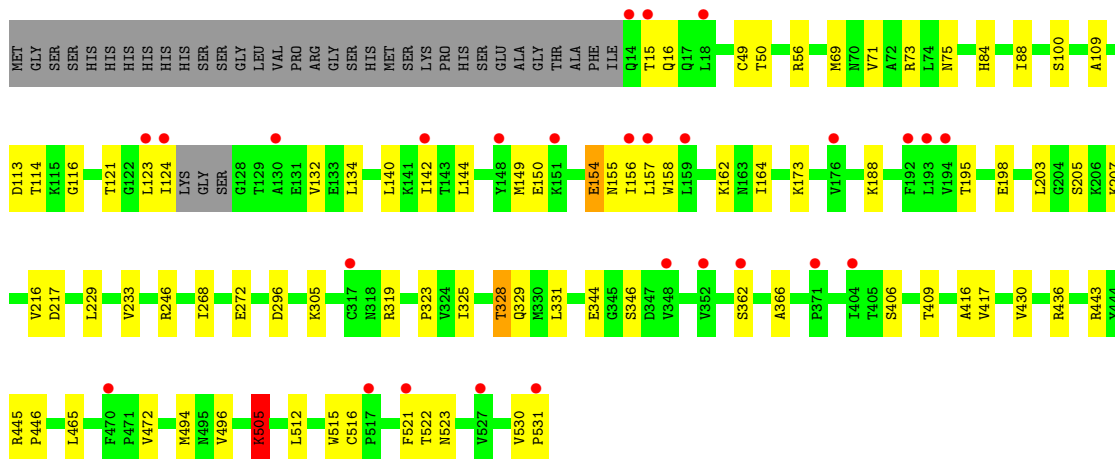 MET GLY SER SER HIS HIS HIS HIS HIS HIS SER SER GLY LEU VAL PRO ARG GLY SER HIS MET SER LYS PRO HIS SER GLU ALA GLY THR ALA PHE ILE Q14 T15 Q16 Q17 L18 C49 T50 R56 M69 N70 V71 A72 R73 L74 N75 H84 I88 S100 A109
D113 T114 K115 G116 T121 G122 L123 I124 LYS GLY SER G128 T129 A130 E131 V132 E133 L134 L140 K141 I142 T143 L144 Y148 M149 E150 K151 E154 N155 I156 L157 W158 L159 K162 N163 I164 K173 V176 K188 F192 L193 V194 T195 E198 L203 G204 S205 K206 K207
V216 D217 L229 V233 R246 I268 E272 D296 K305 C317 N318 R319 P323 V324 I325 T328 Q329 M330 L331 E344 G345 S346 D347 V348 V352 S362 A366 P371 I404 T405 S406 T409 A416 V417 V430 R436 R443 Y444
R445 P446 L465 F470 P471 V472 M494 N495 V496 K505 L512 W515 C516 P517 F521 T522 N523 V527 V530 P531